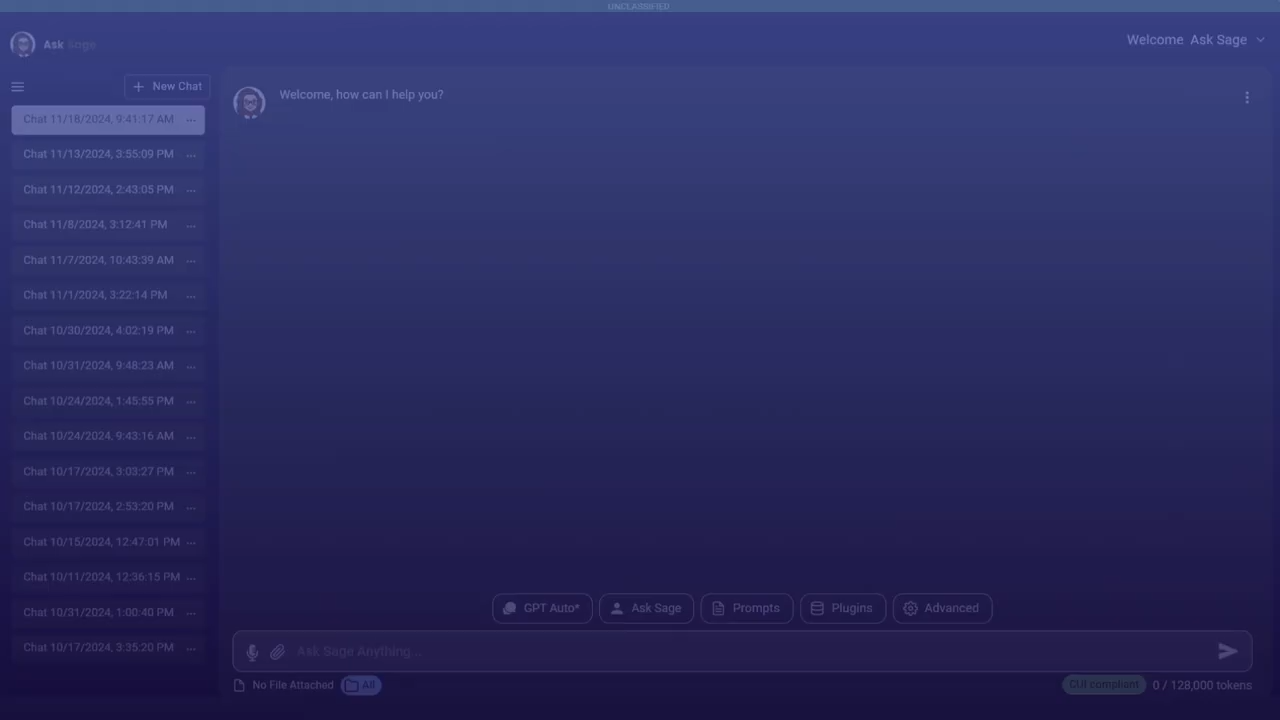 UNCLASSIFIED
Ask Sage
Welcome Ask Sage
New Chat
Welcome, how can I help you?
Chat 11/18/2024, 9:41:17 AM
Chat 11/13/2024, 3:55:09 PM
Chat 11/12/2024, 2:43:05 PM
Chat 11/8/2024, 3:12:41 PM
Chat 11/7/2024, 10:43:39 AM
Chat 11/1/2024, 3:22:14 PM
Chat 10/30/2024, 4:02:19 PM
Chat 10/31/2024, 9:48:23 AM
Chat 10/24/2024, 1:45:55 PM
Chat 10/24/2024, 9:43:16 AM
Chat 10/17/2024, 3:03:27 PM
Chat 10/17/2024, 2:53:20 PM
Chat 10/15/2024, 12:47:01 PM
Chat 10/11/2024, 12:36:15 PM
Chat 10/31/2024, 1:00:40 PM
Chat 10/17/2024, 3:35:20 PM
GPT Auto* Ask Sage Prompts Plugins Advanced
Ask Sage Anything...
No File Attached All CUI compliant 0 / 128,000 tokens